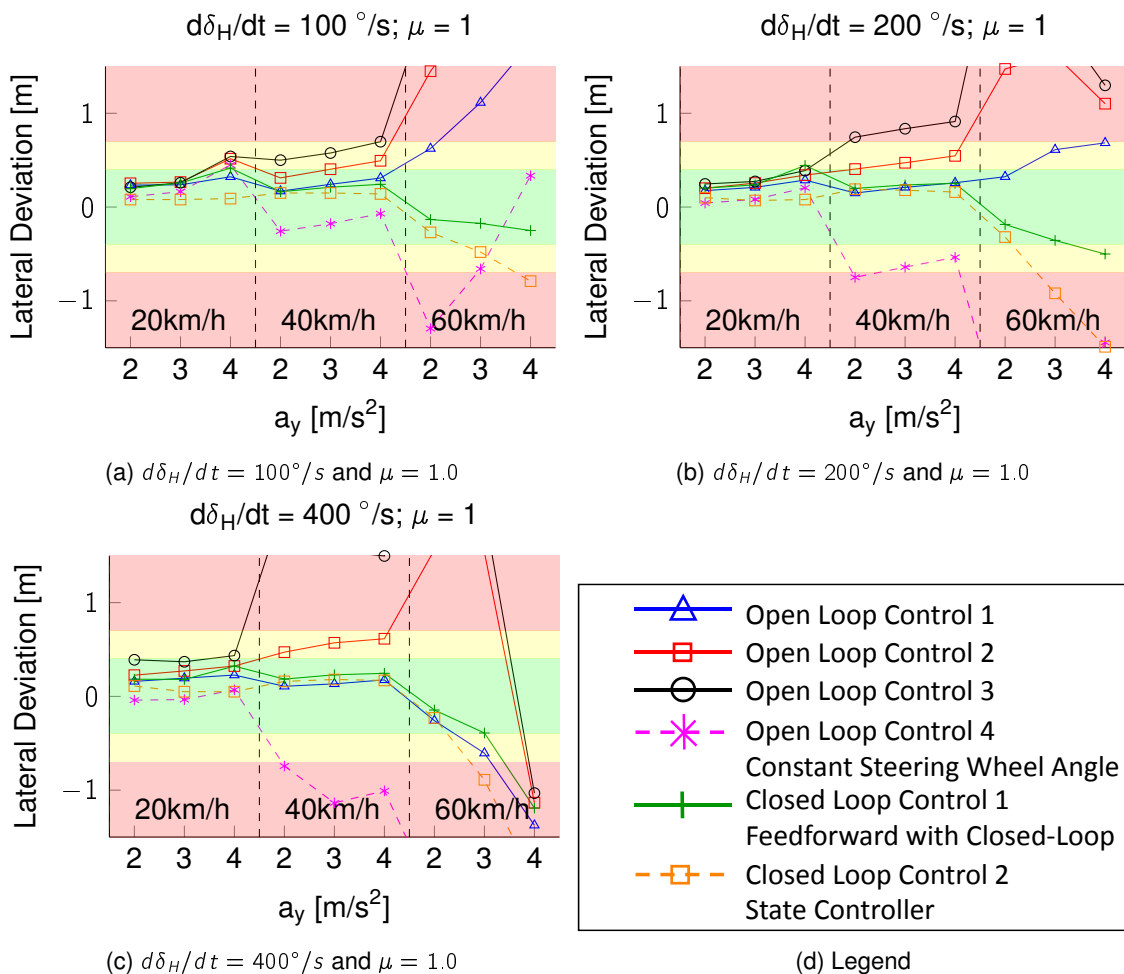 dδH/dt = 100 °/s; μ = 1
Lateral Deviation [m]
1
0
−1
20km/h 40km/h 60km/h
2 3 4 2 3 4 2 3 4
ay [m/s²]
(a) dδH/dt = 100°/s and μ = 1.0
dδH/dt = 200 °/s; μ = 1
Lateral Deviation [m]
1
0
−1
20km/h 40km/h 60km/h
2 3 4 2 3 4 2 3 4
ay [m/s²]
(b) dδH/dt = 200°/s and μ = 1.0
dδH/dt = 400 °/s; μ = 1
Lateral Deviation [m]
1
0
−1
20km/h 40km/h 60km/h
2 3 4 2 3 4 2 3 4
ay [m/s²]
(c) dδH/dt = 400°/s and μ = 1.0
Open Loop Control 1
Open Loop Control 2
Open Loop Control 3
Open Loop Control 4
Constant Steering Wheel Angle
Closed Loop Control 1
Feedforward with Closed-Loop
Closed Loop Control 2
State Controller
(d) Legend